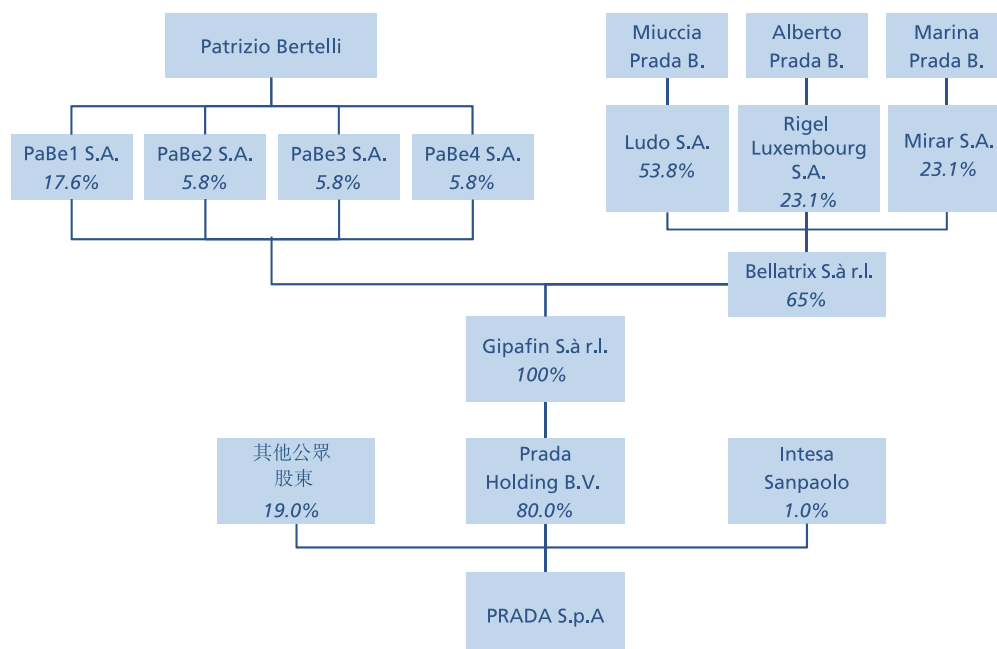 Patrizio Bertelli
Miuccia
Prada B.
Alberto
Prada B.
Marina
Prada B.
PaBe1 S.A.
17.6%
PaBe2 S.A.
5.8%
PaBe3 S.A.
5.8%
PaBe4 S.A.
5.8%
Ludo S.A.
53.8%
Rigel
Luxembourg
S.A.
23.1%
Mirar S.A.
23.1%
Bellatrix S.à r.l.
65%
Gipafin S.à r.l.
100%
其他公眾
股東
19.0%
Prada
Holding B.V.
80.0%
Intesa
Sanpaolo
1.0%
PRADA S.p.A